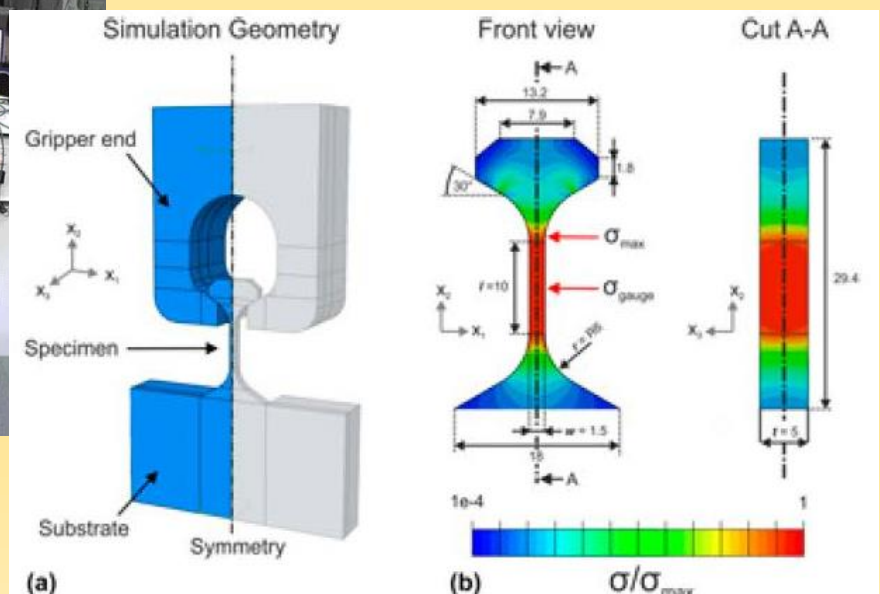 Simulation Geometry
Gripper end
X₂
X₁
X₃
Specimen
Substrate
Symmetry
(a)
Front view
A
13.2
7.9
1.8
30°
σmax
l=10
σgauge
X₂
X₁
r = R5
w = 1.5
18
A
Cut A-A
X₂
X₃
29.4
t = 5
1e-4
1
(b)
σ/σmax